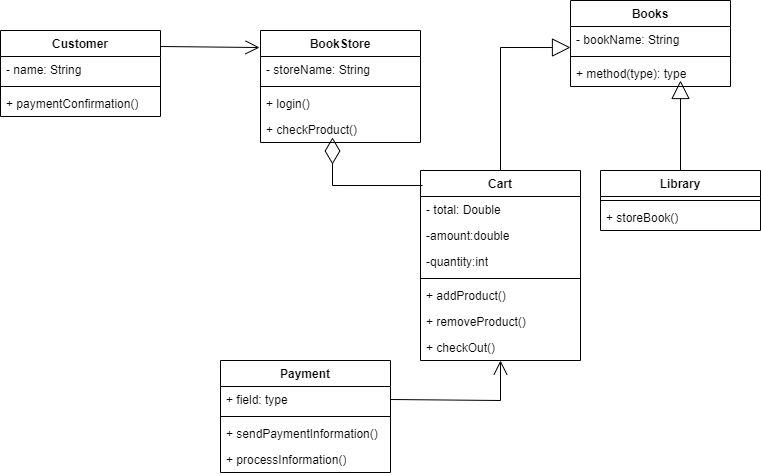 Customer
- name: String
+ paymentConfirmation()
BookStore
- storeName: String
+ login()
+ checkProduct()
Books
- bookName: String
+ method(type): type
Cart
- total: Double
-amount:double
-quantity:int
+ addProduct()
+ removeProduct()
+ checkOut()
Library
+ storeBook()
Payment
+ field: type
+ sendPaymentInformation()
+ processInformation()